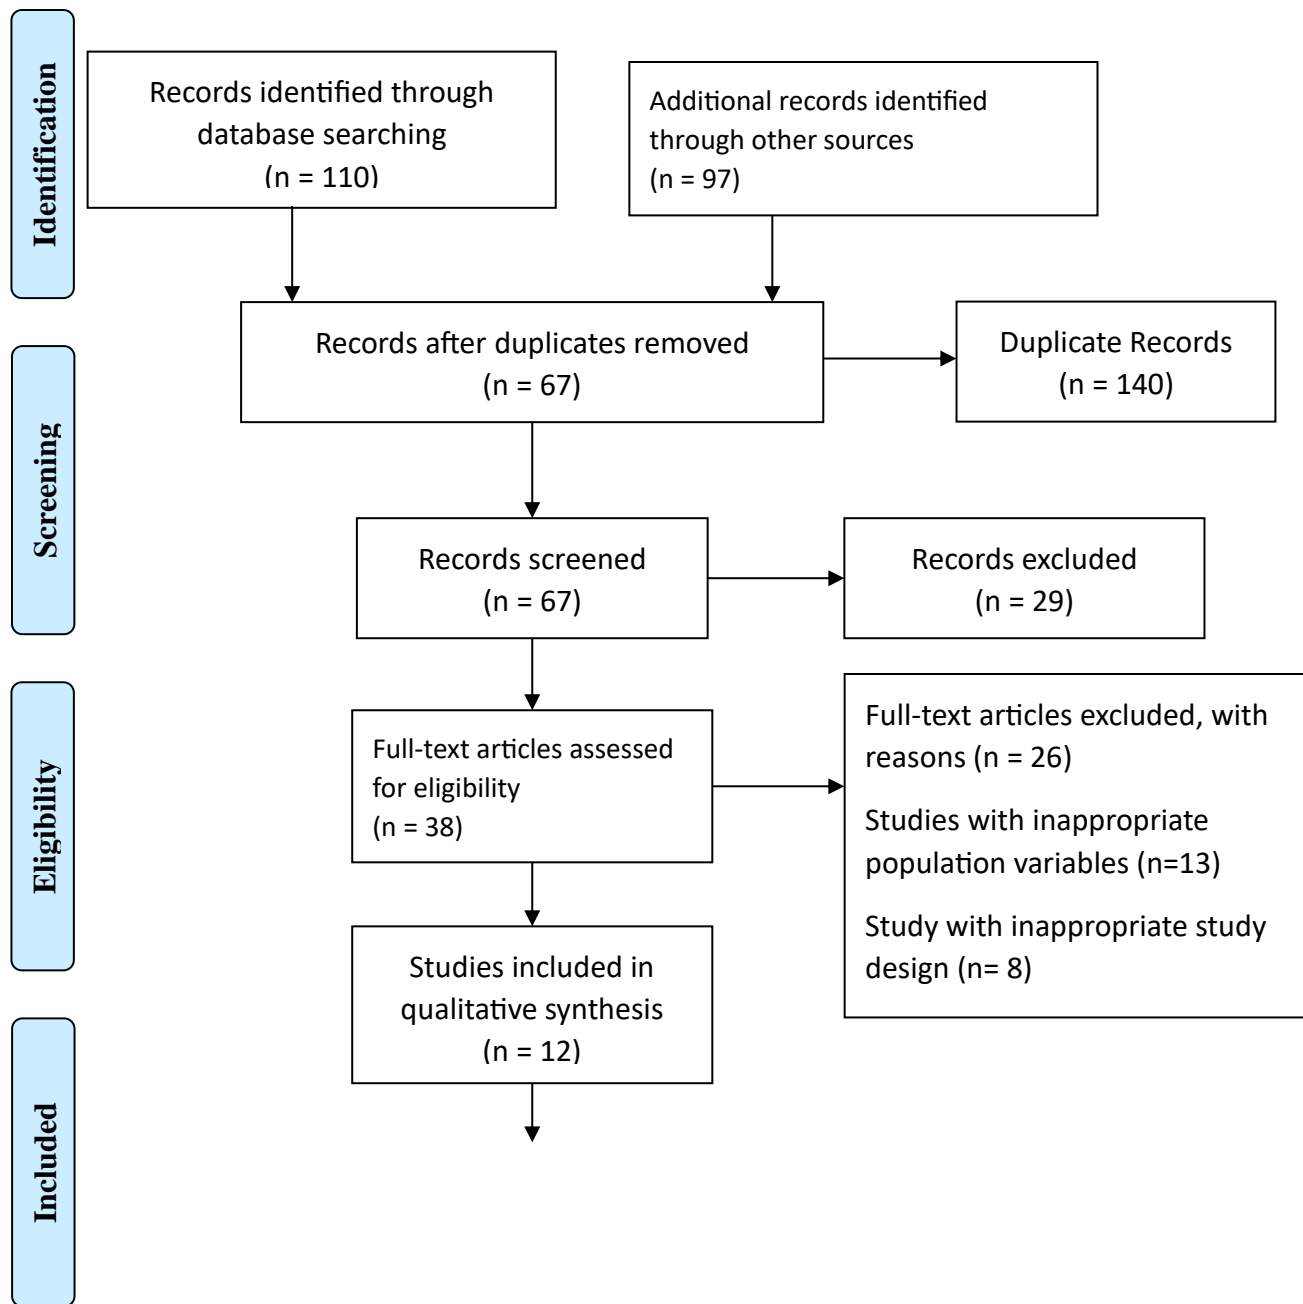 Identification
Records identified through
database searching
(n = 110)
Additional records identified
through other sources
(n = 97)
Records after duplicates removed
(n = 67)
Duplicate Records
(n = 140)
Screening
Records screened
(n = 67)
Records excluded
(n = 29)
Eligibility
Full-text articles assessed
for eligibility
(n = 38)
Full-text articles excluded, with
reasons (n = 26)
Studies with inappropriate
population variables (n=13)
Study with inappropriate study
design (n= 8)
Studies included in
qualitative synthesis
(n = 12)
Included